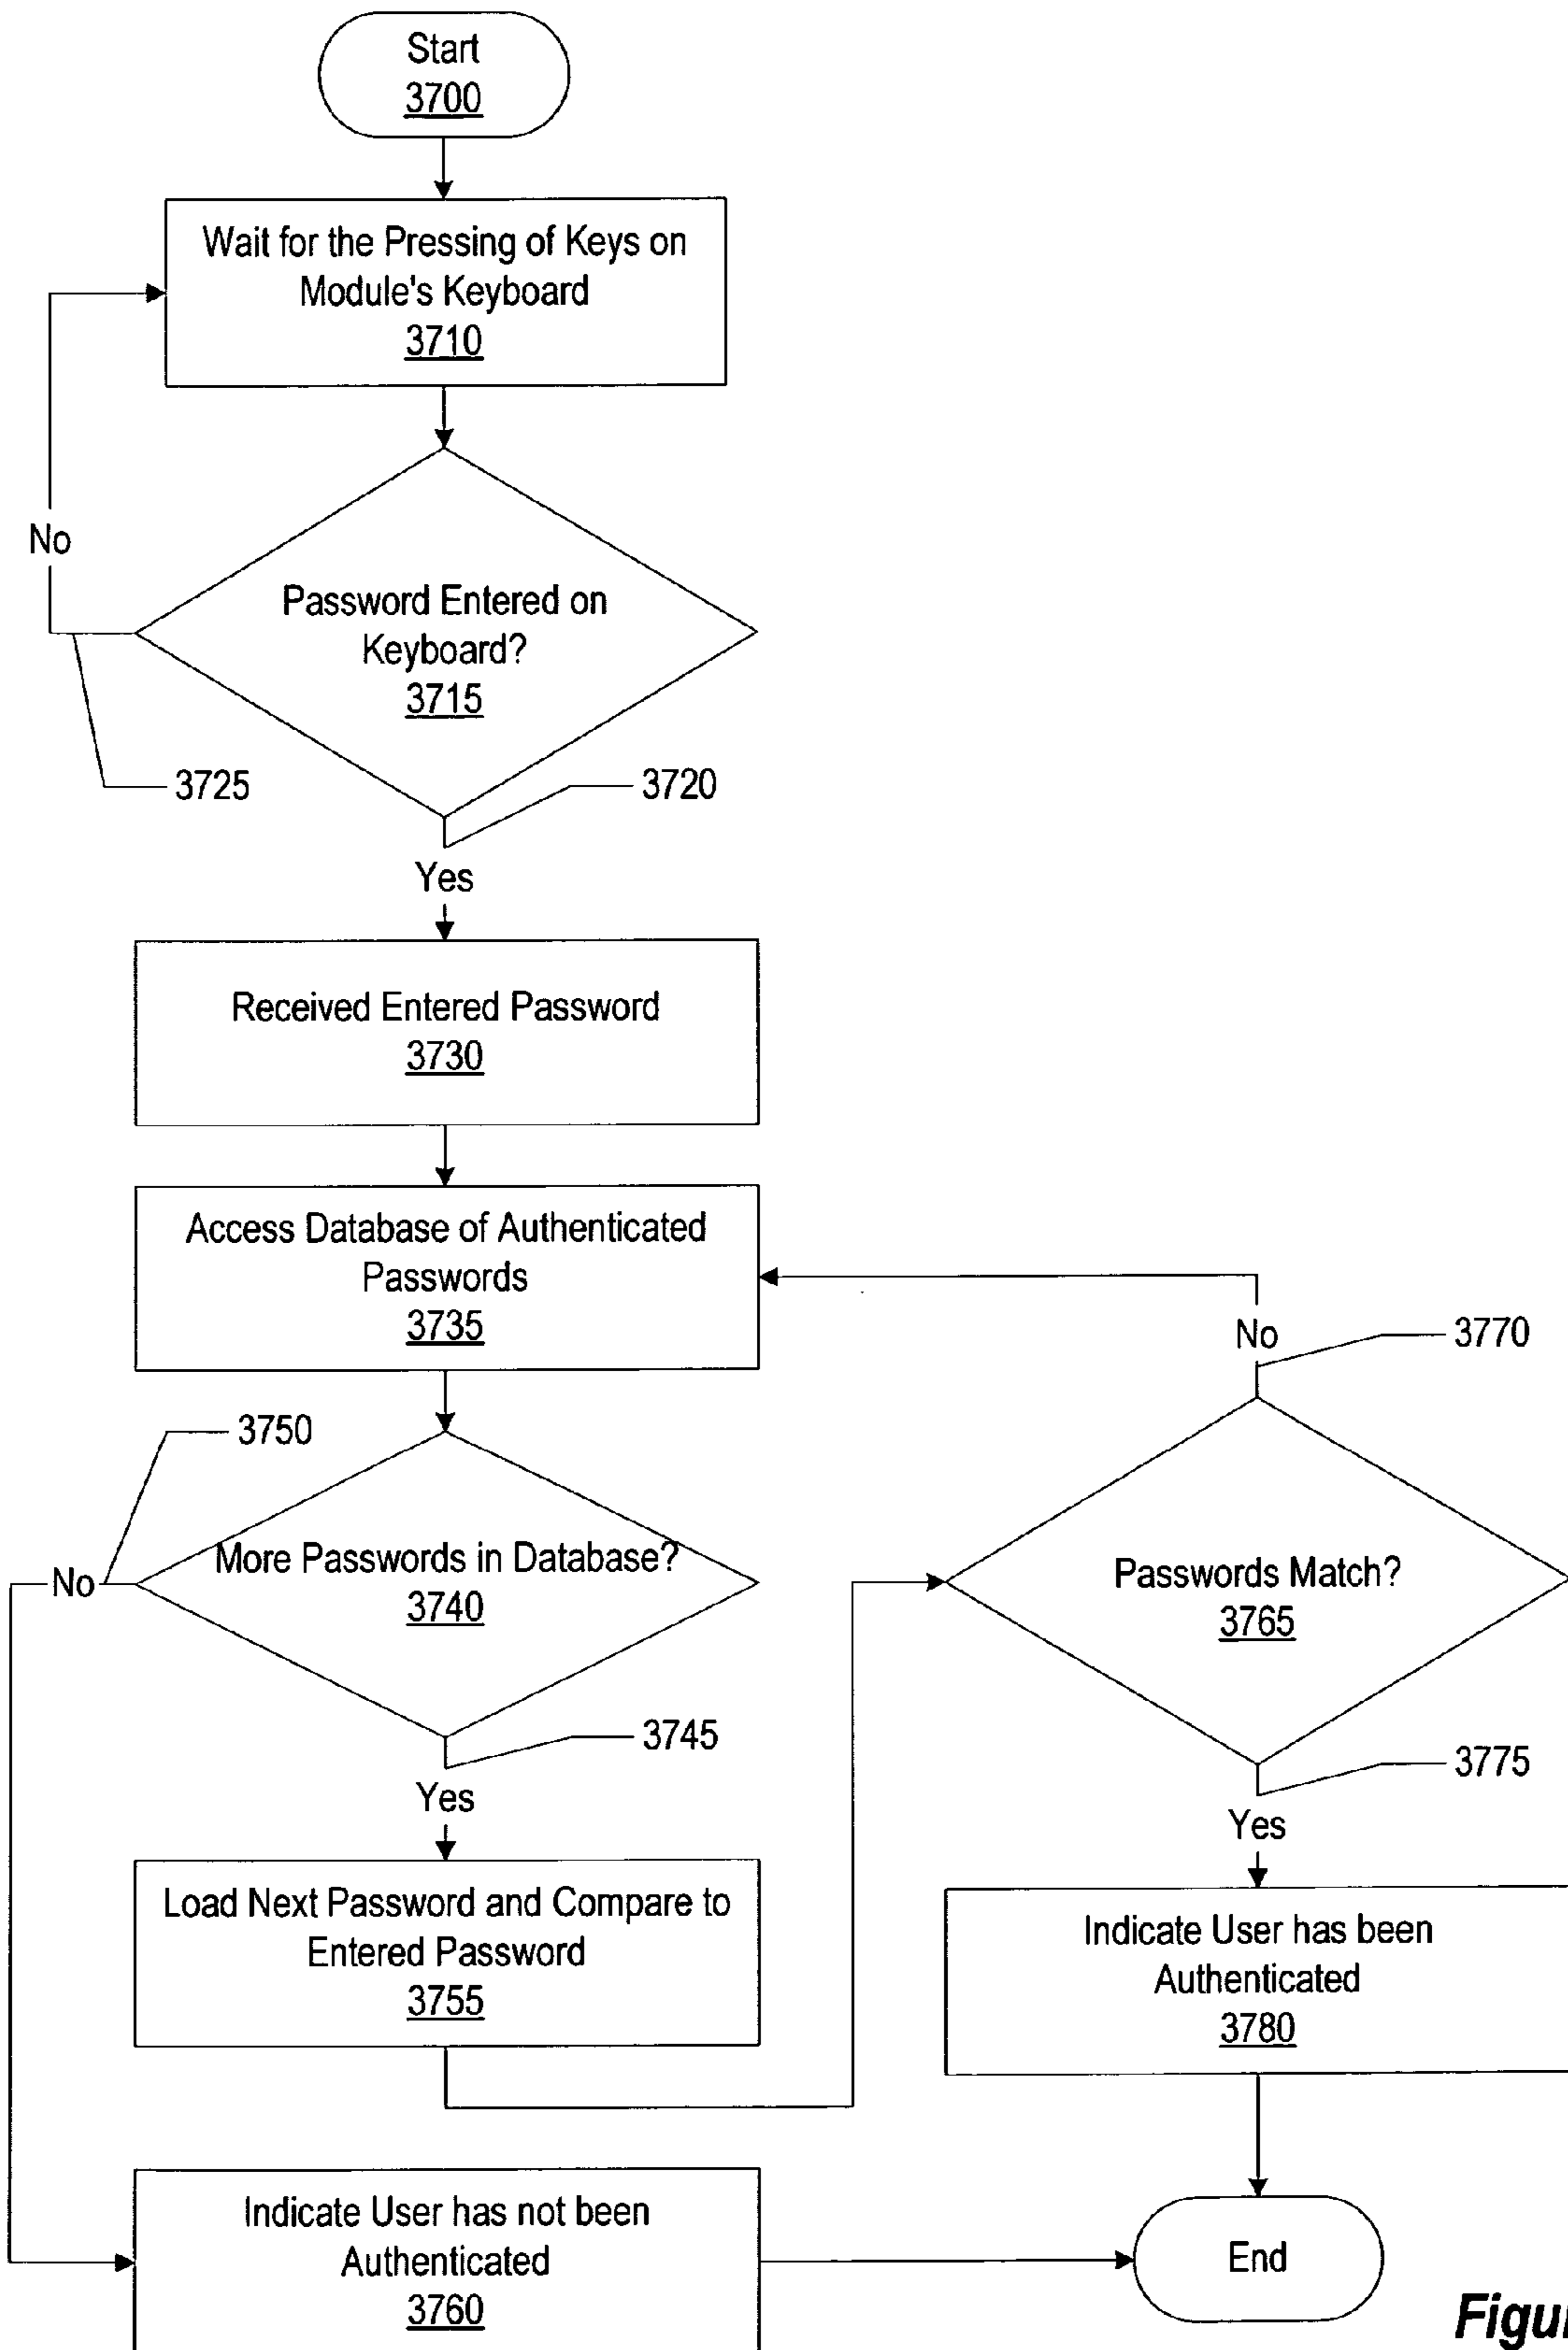 Start
3700
Wait for the Pressing of Keys on
Module's Keyboard
3710
No
Password Entered on
Keyboard?
3715
3725
3720
Yes
Received Entered Password
3730
Access Database of Authenticated
Passwords
3735
No
3770
3750
More Passwords in Database?
3740
No
Passwords Match?
3765
3745
3775
Yes
Yes
Load Next Password and Compare to
Entered Password
3755
Indicate User has been
Authenticated
3780
Indicate User has not been
Authenticated
3760
End